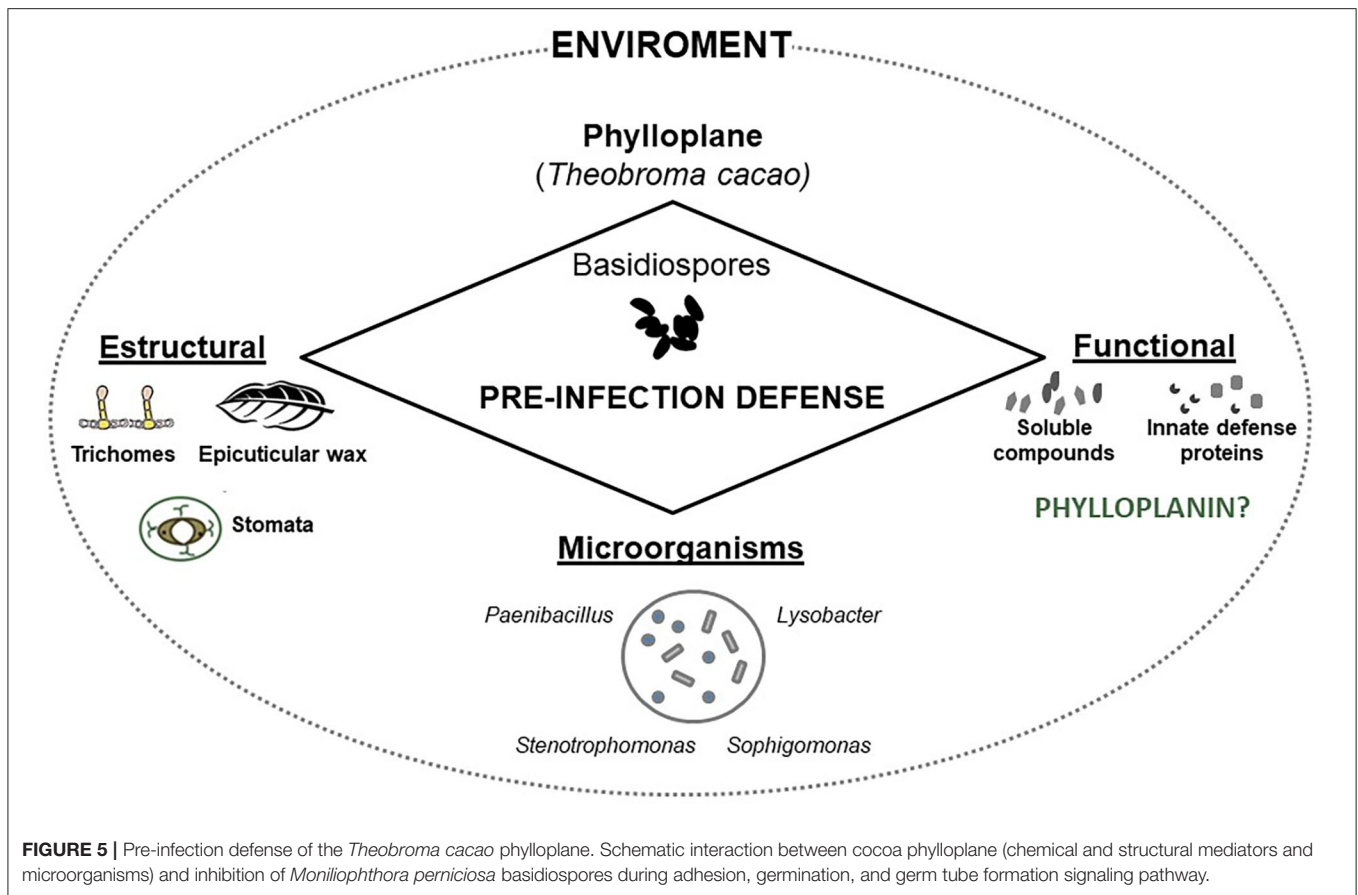 ENVIROMENT
Phylloplane
(Theobroma cacao)
Basidiospores
PRE-INFECTION DEFENSE
Estructural
Trichomes
Epicuticular wax
Stomata
Functional
Soluble
compounds
Innate defense
proteins
PHYLLOPLANIN?
Microorganisms
Paenibacillus
Lysobacter
Stenotrophomonas
Sophigomonas
FIGURE 5 | Pre-infection defense of the Theobroma cacao phylloplane. Schematic interaction between cocoa phylloplane (chemical and structural mediators and
microorganisms) and inhibition of Moniliophthora perniciosa basidiospores during adhesion, germination, and germ tube formation signaling pathway.